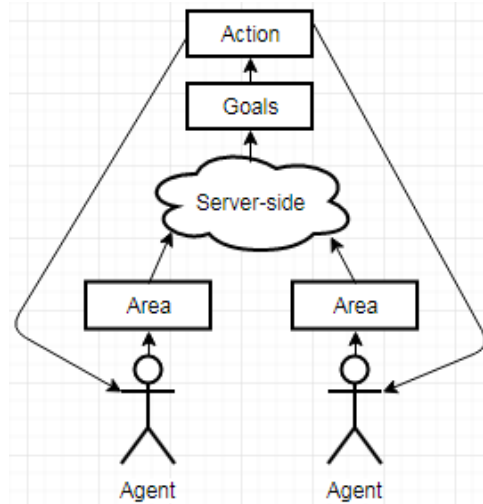 Action
Goals
Server-side
Area
Area
Agent
Agent